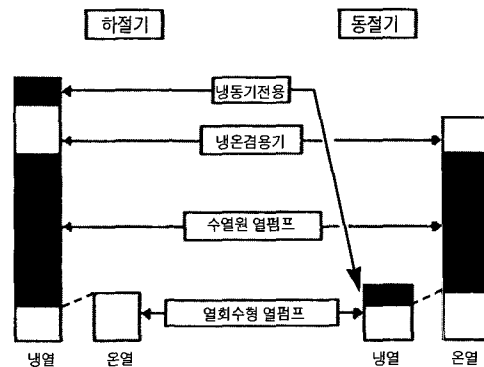 하절기
동절기
냉동기전용
냉온겸용기
수열원 열펌프
열회수형 열펌프
냉열
온열
냉열
온열